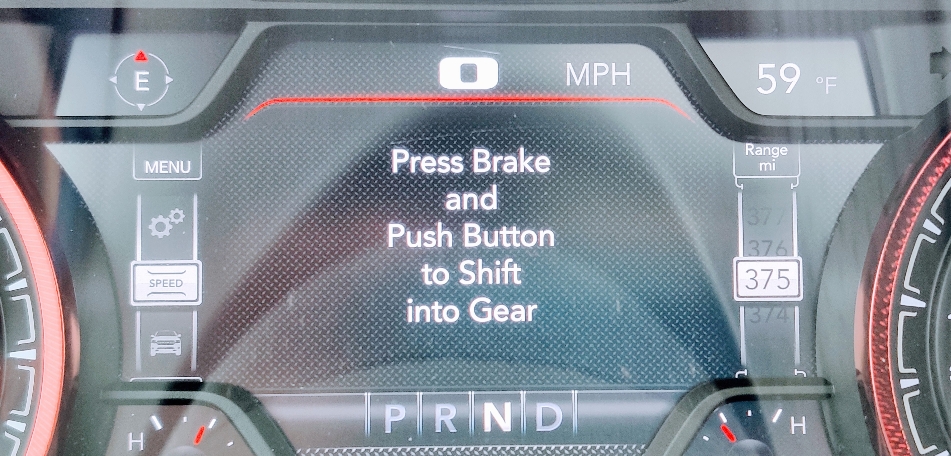 E
0 MPH
59 °F
MENU
Range
mi
Press Brake
and
Push Button
to Shift
into Gear
SPEED
377
376
375
374
P R N D
H
H